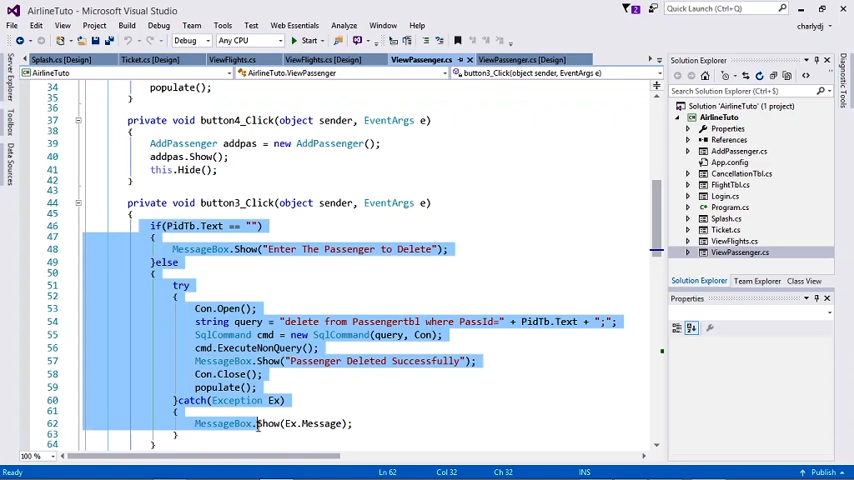 AirlineTuto - Microsoft Visual Studio
2
Quick Launch (Ctrl+Q)
File Edit View Project Build Debug Team Tools Test Web Essentials Analyze Window Help
charlydj
Debug
Any CPU
Start
Splash.cs [Design]
Ticket.cs [Design]
ViewFlights.cs
ViewFlights.cs [Design]
ViewPassenger.cs
ViewPassenger.cs [Design]
AirlineTuto
AirlineTuto.ViewPassenger
button3_Click(object sender, EventArgs e)
Server Explorer
Toolbox
Data Sources
34 populate();
35 }
36
37 private void button4_Click(object sender, EventArgs e)
38 {
39 AddPassenger addpas = new AddPassenger();
40 addpas.Show();
41 this.Hide();
42 }
43
44 private void button3_Click(object sender, EventArgs e)
45 {
46 if(PidTb.Text == "")
47 {
48 MessageBox.Show("Enter The Passenger to Delete");
49 }else
50 {
51 try
52 {
53 Con.Open();
54 string query = "delete from Passengertbl where PassId=" + PidTb.Text + ";";
55 SqlCommand cmd = new SqlCommand(query, Con);
56 cmd.ExecuteNonQuery();
57 MessageBox.Show("Passenger Deleted Successfully");
58 Con.Close();
59 populate();
60 }catch(Exception Ex)
61 {
62 MessageBox.Show(Ex.Message);
63 }
64 }
100 %
Solution Explorer
Search Solution Explorer (Ctrl+$)
Solution 'AirlineTuto' (1 project)
AirlineTuto
Properties
References
AddPassenger.cs
App.config
CancellationTbl.cs
FlightTbl.cs
Login.cs
Program.cs
Splash.cs
Ticket.cs
ViewFlights.cs
ViewPassenger.cs
Solution Explorer Team Explorer Class View
Properties
Diagnostic Tools
Ready
Ln 62
Col 32
Ch 32
INS
Publish